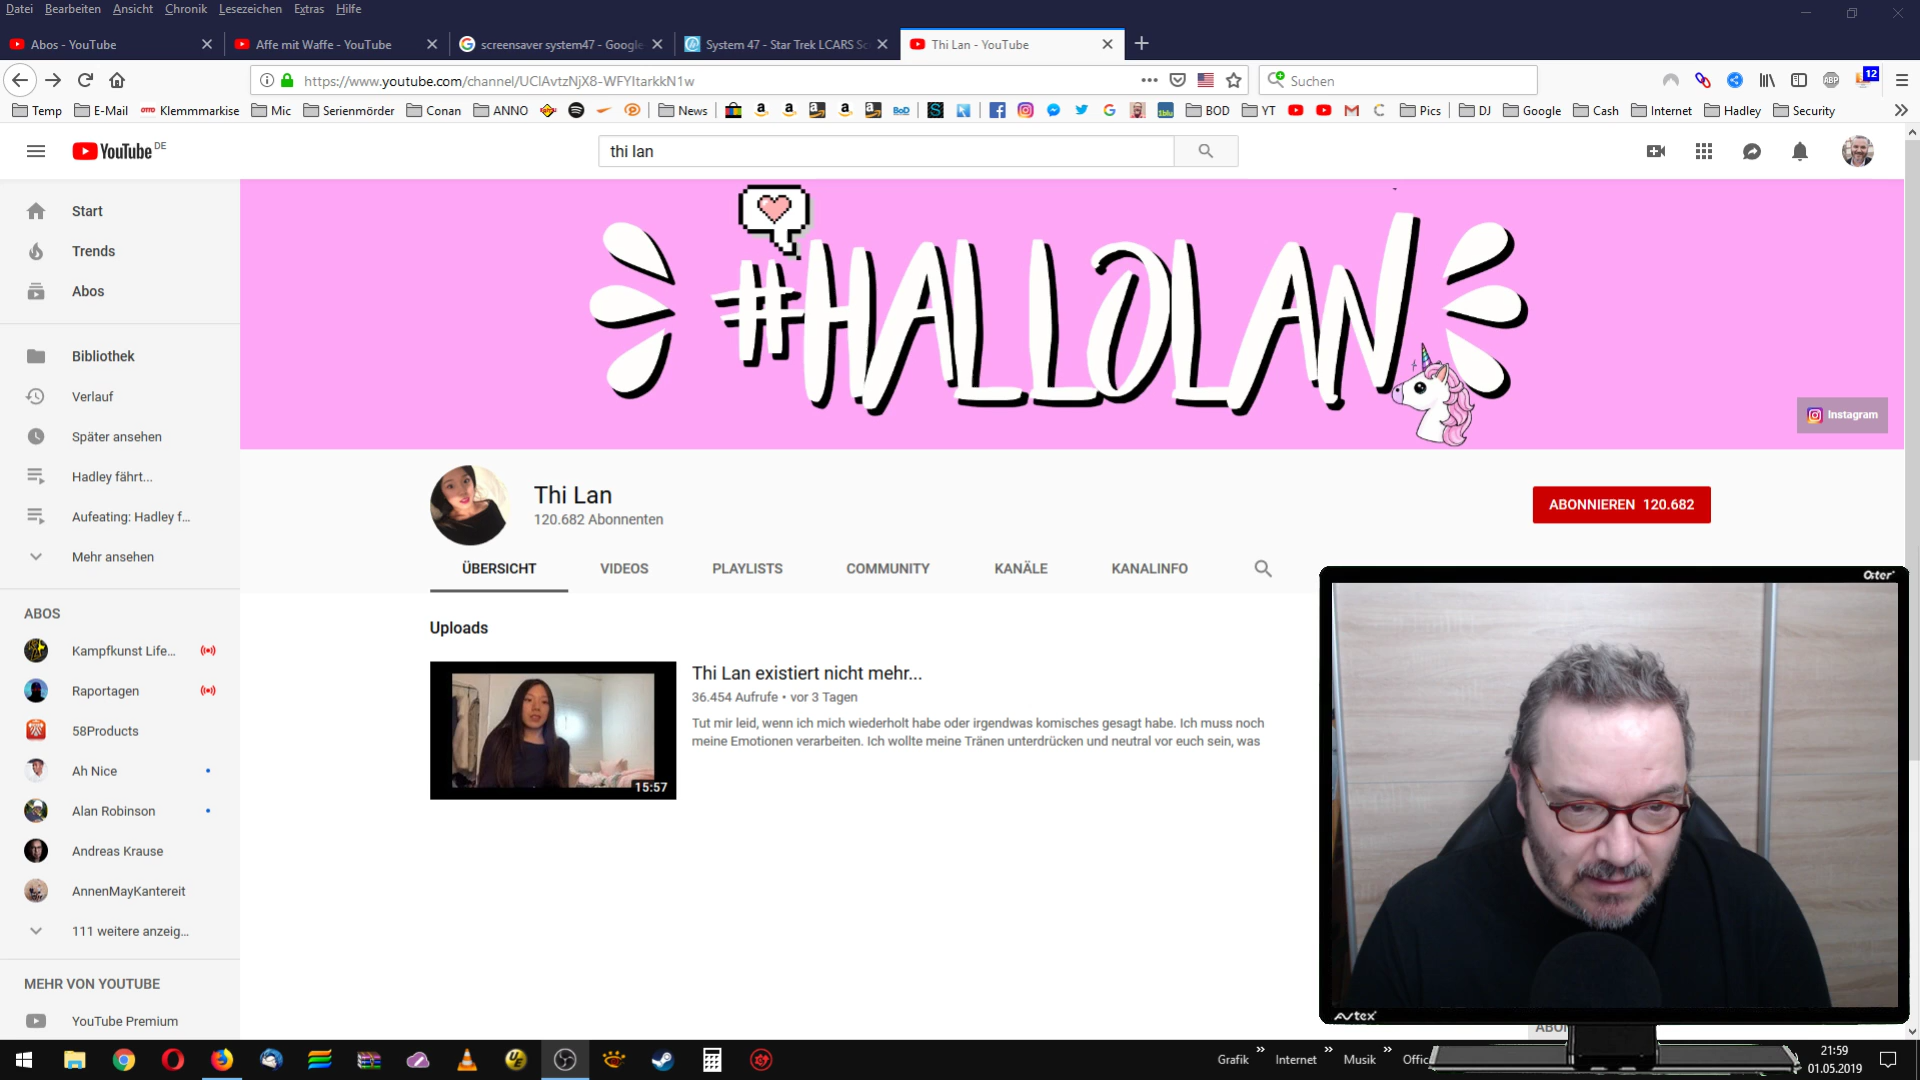 Datei Bearbeiten Ansicht Chronik Lesezeichen Extras Hilfe
Abos - YouTube
Affe mit Waffe - YouTube
screensaver system47 - Google
System 47 - Star Trek LCARS Sc
Thi Lan - YouTube
https://www.youtube.com/channel/UClAvtzNjX8-WFYItarkkN1w
Suchen
ABP
12
Temp E-Mail OTTO Klemmmarkise Mic Serienmörder Conan ANNO News BoD BOD YT Pics DJ Google Cash Internet Hadley Security
YouTube DE
thi lan
Start
Trends
Abos
Bibliothek
Verlauf
Später ansehen
Hadley fährt...
Aufeating: Hadley f...
Mehr ansehen
ABOS
Kampfkunst Life...
Raportagen
58Products
Ah Nice
Alan Robinson
Andreas Krause
AnnenMayKantereit
111 weitere anzeig...
MEHR VON YOUTUBE
YouTube Premium
#HALLOLAN
Instagram
Thi Lan
120.682 Abonnenten
ABONNIEREN 120.682
ÜBERSICHT VIDEOS PLAYLISTS COMMUNITY KANÄLE KANALINFO
Uploads
15:57
Thi Lan existiert nicht mehr...
36.454 Aufrufe • vor 3 Tagen
Tut mir leid, wenn ich mich wiederholt habe oder irgendwas komisches gesagt habe. Ich muss noch
meine Emotionen verarbeiten. Ich wollte meine Tränen unterdrücken und neutral vor euch sein, was
Avtex
Grafik Internet Musik
21:59
01.05.2019